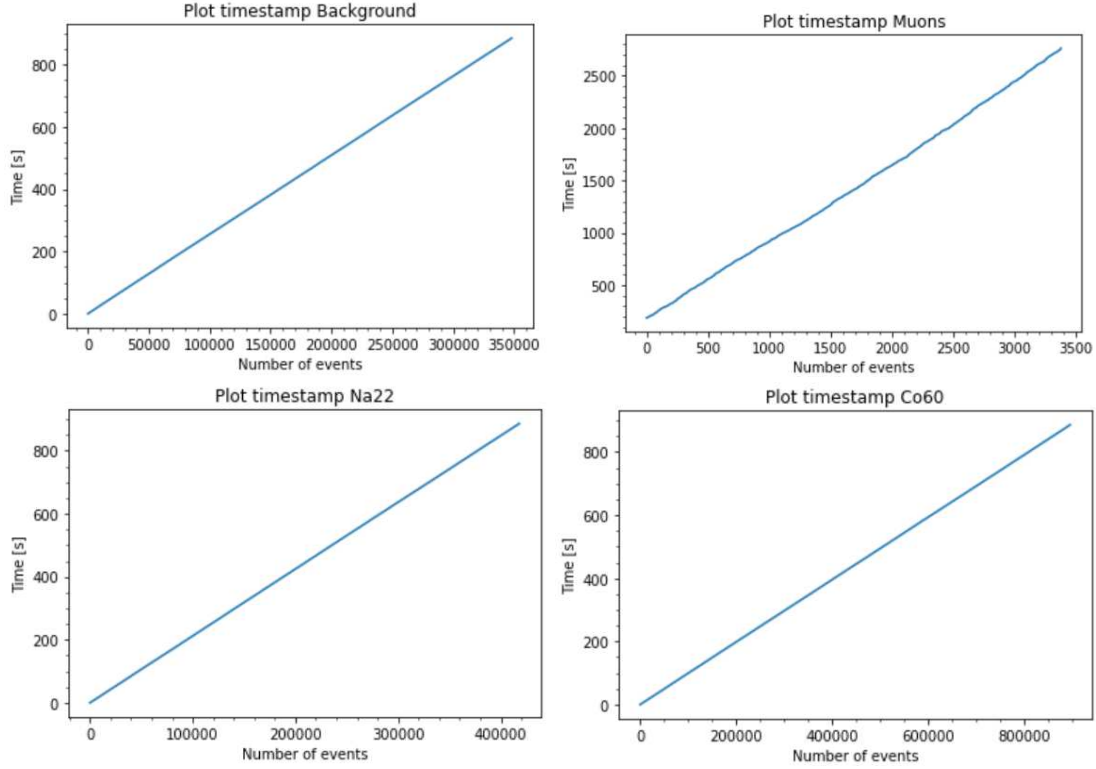 Plot timestamp Background
Time [s]
800
600
400
200
0
0 50000 100000 150000 200000 250000 300000 350000
Number of events
Plot timestamp Muons
Time [s]
2500
2000
1500
1000
500
0 500 1000 1500 2000 2500 3000 3500
Number of events
Plot timestamp Na22
Time [s]
800
600
400
200
0
0 100000 200000 300000 400000
Number of events
Plot timestamp Co60
Time [s]
800
600
400
200
0
0 200000 400000 600000 800000
Number of events